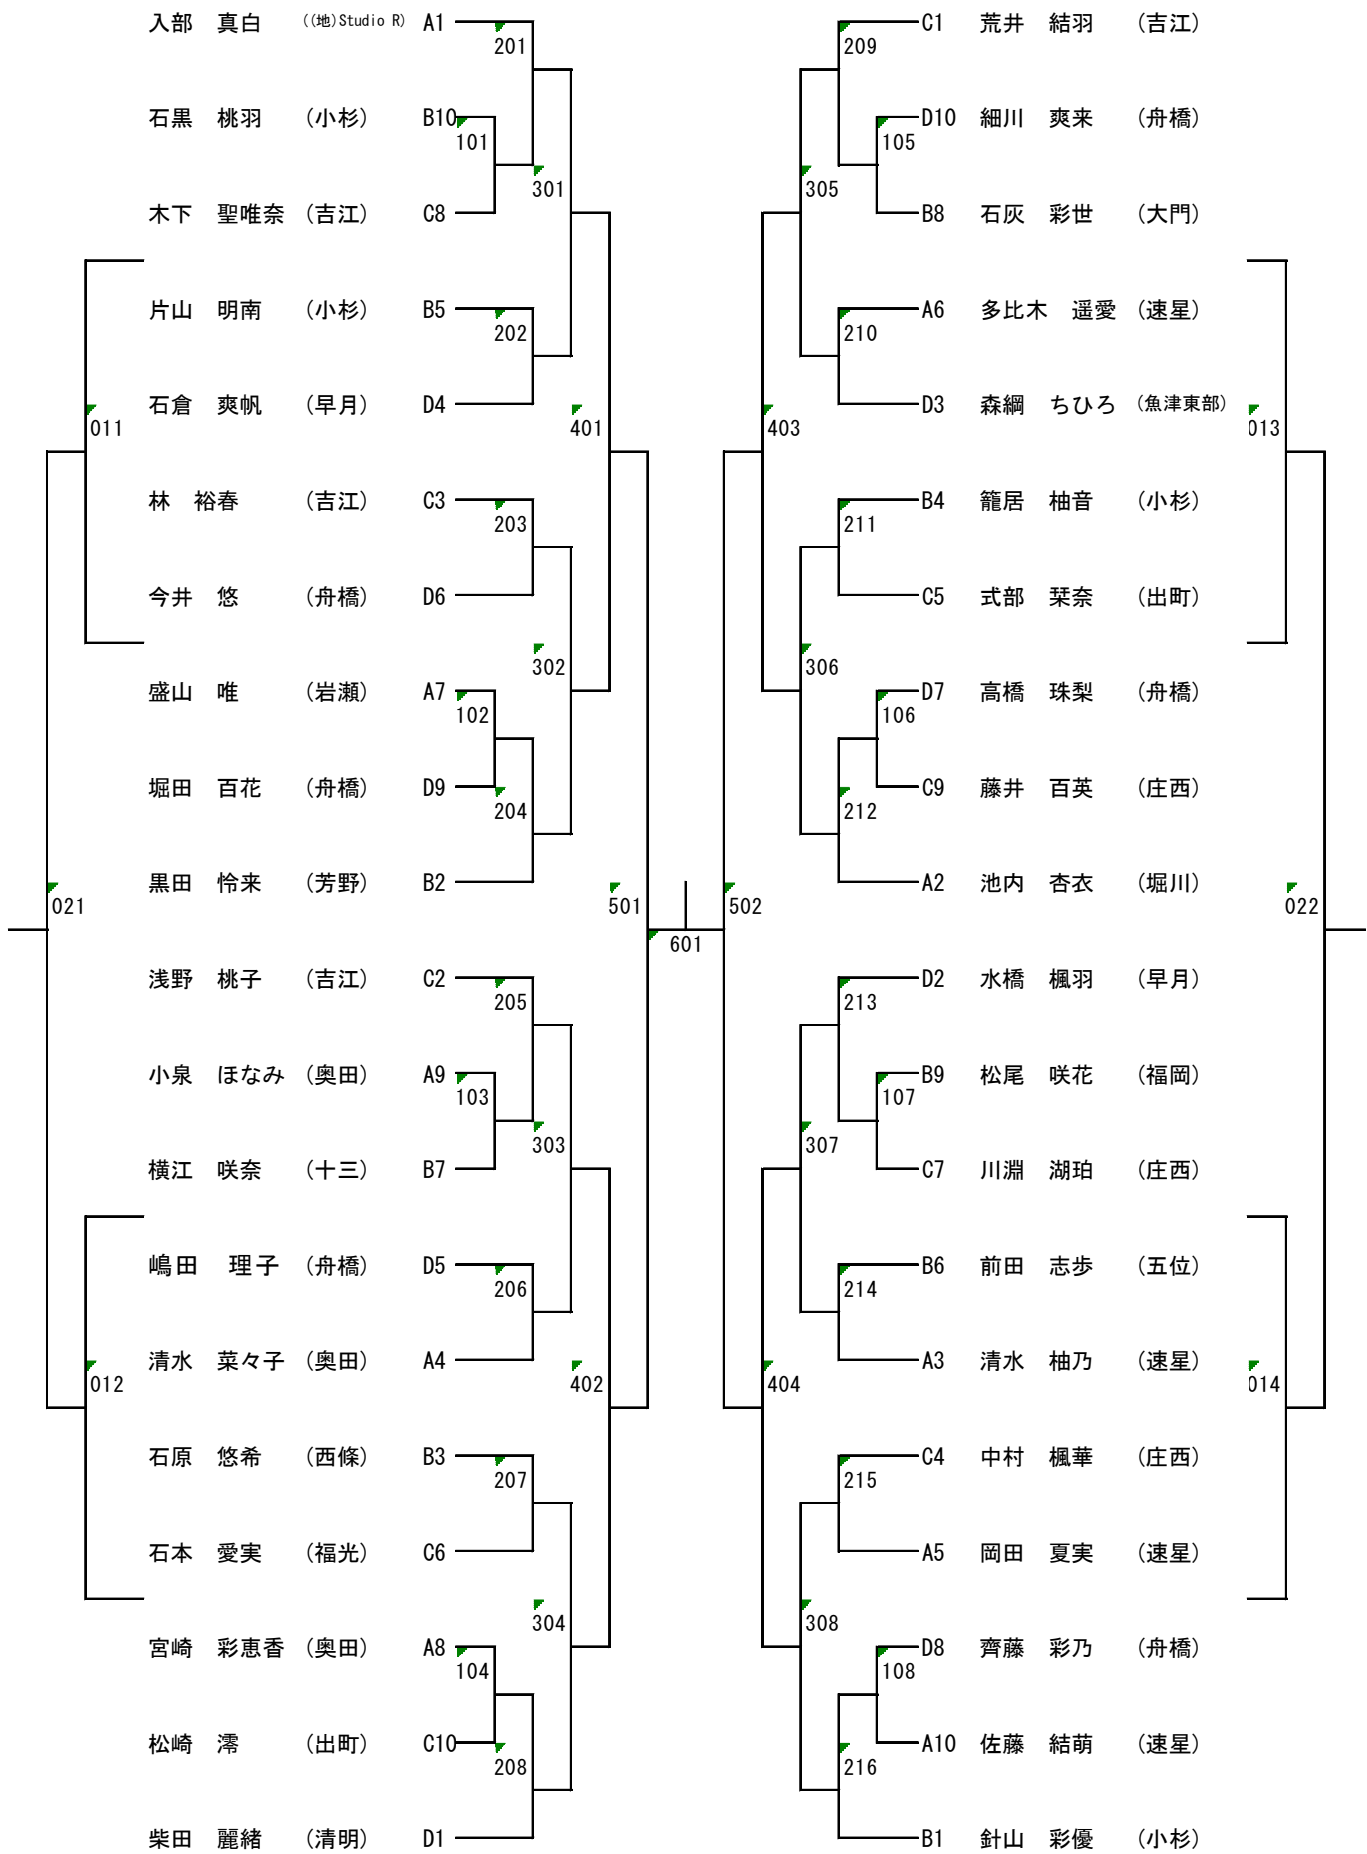 入部　真白　((地)Studio R)　A1
201
石黒　桃羽　(小杉)　B10
101
301
木下　聖唯奈　(吉江)　C8
片山　明南　(小杉)　B5
202
石倉　爽帆　(早月)　D4
011
401
林　裕春　(吉江)　C3
203
今井　悠　(舟橋)　D6
302
盛山　唯　(岩瀬)　A7
102
堀田　百花　(舟橋)　D9
204
黒田　怜来　(芳野)　B2
021
501
601
浅野　桃子　(吉江)　C2
205
小泉　ほなみ　(奥田)　A9
103
303
横江　咲奈　(十三)　B7
嶋田　理子　(舟橋)　D5
206
清水　菜々子　(奥田)　A4
012
402
石原　悠希　(西條)　B3
207
石本　愛実　(福光)　C6
304
宮崎　彩恵香　(奥田)　A8
104
松崎　澪　(出町)　C10
208
柴田　麗緒　(清明)　D1
C1　荒井　結羽　(吉江)
209
D10　細川　爽来　(舟橋)
105
305
B8　石灰　彩世　(大門)
A6　多比木　遥愛　(速星)
210
D3　森綱　ちひろ　(魚津東部)
403
013
B4　籠居　柚音　(小杉)
211
C5　式部　栞奈　(出町)
306
D7　高橋　珠梨　(舟橋)
106
C9　藤井　百英　(庄西)
212
A2　池内　杏衣　(堀川)
502
022
D2　水橋　楓羽　(早月)
213
B9　松尾　咲花　(福岡)
107
307
C7　川淵　湖珀　(庄西)
B6　前田　志歩　(五位)
214
A3　清水　柚乃　(速星)
404
014
C4　中村　楓華　(庄西)
215
A5　岡田　夏実　(速星)
308
D8　齊藤　彩乃　(舟橋)
108
A10　佐藤　結萌　(速星)
216
B1　針山　彩優　(小杉)